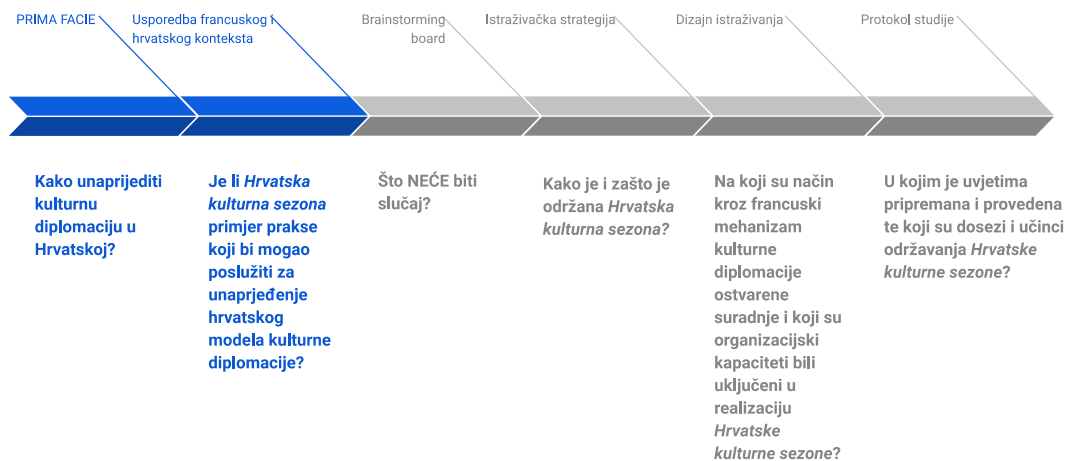 PRIMA FACIE
Usporedba francuskog i
hrvatskog konteksta
Brainstorming
board
Istraživačka strategija
Dizajn istraživanja
Protokol studije
Kako unaprijediti
kulturnu
diplomaciju u
Hrvatskoj?
Je li Hrvatska
kulturna sezona
primjer prakse
koji bi mogao
poslužiti za
unaprjeđenje
hrvatskog
modela kulturne
diplomacije?
Što NEĆE biti
slučaj?
Kako je i zašto je
održana Hrvatska
kulturna sezona?
Na koji su način
kroz francuski
mehanizam
kulturne
diplomacije
ostvarene
suradnje i koji su
organizacijski
kapaciteti bili
uključeni u
realizaciju
Hrvatske
kulturne sezone?
U kojim je uvjetima
pripremana i provedena
te koji su dosezi i učinci
održavanja Hrvatske
kulturne sezone?